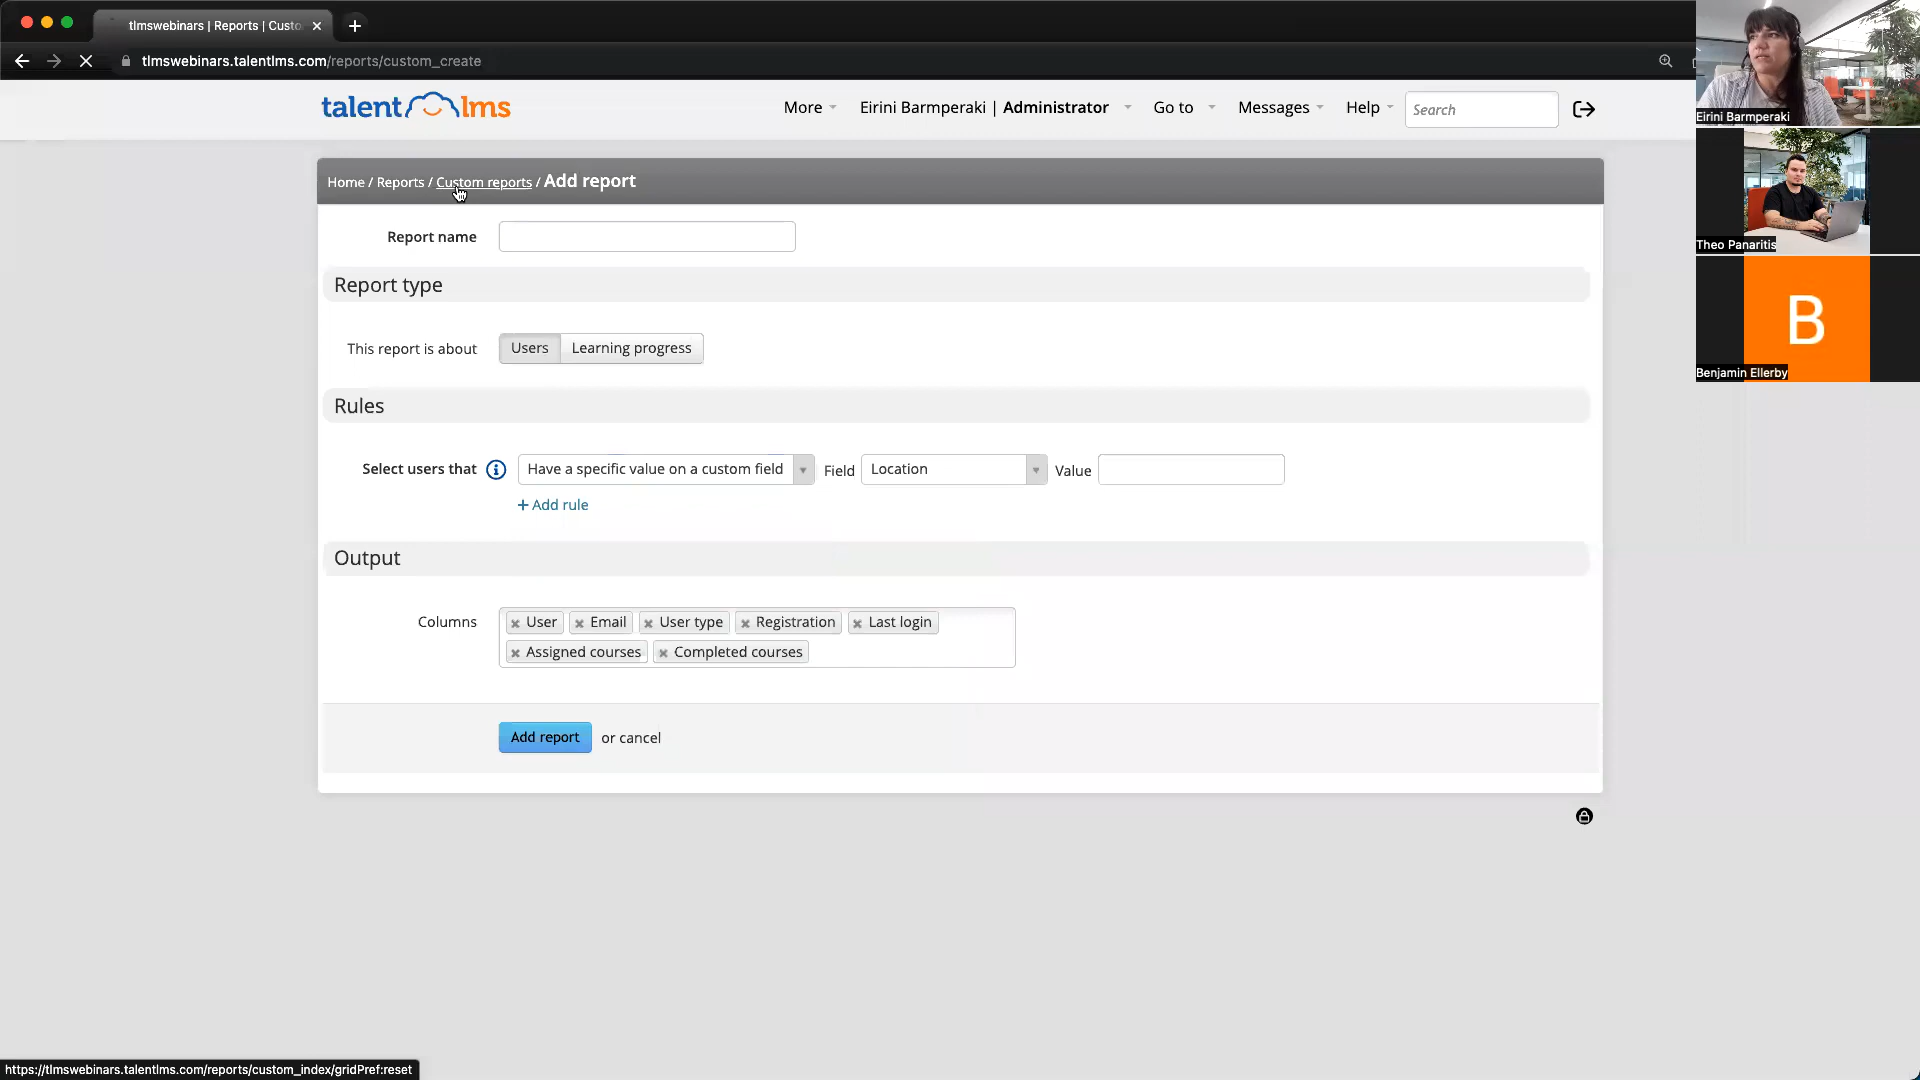 tlmswebinars | Reports | Custo
tlmswebinars.talentlms.com/reports/custom_create
talentlms
More
Eirini Barmperaki | Administrator
Go to
Messages
Help
Search
Eirini Barmperaki
Home / Reports / Custom reports / Add report
Theo Panaritis
Report name
Report type
This report is about
Users
Learning progress
B
Benjamin Ellerby
Rules
Select users that
Have a specific value on a custom field
Field
Location
Value
+ Add rule
Output
Columns
User
Email
User type
Registration
Last login
Assigned courses
Completed courses
Add report
or cancel
https://tlmswebinars.talentlms.com/reports/custom_index/gridPref:reset